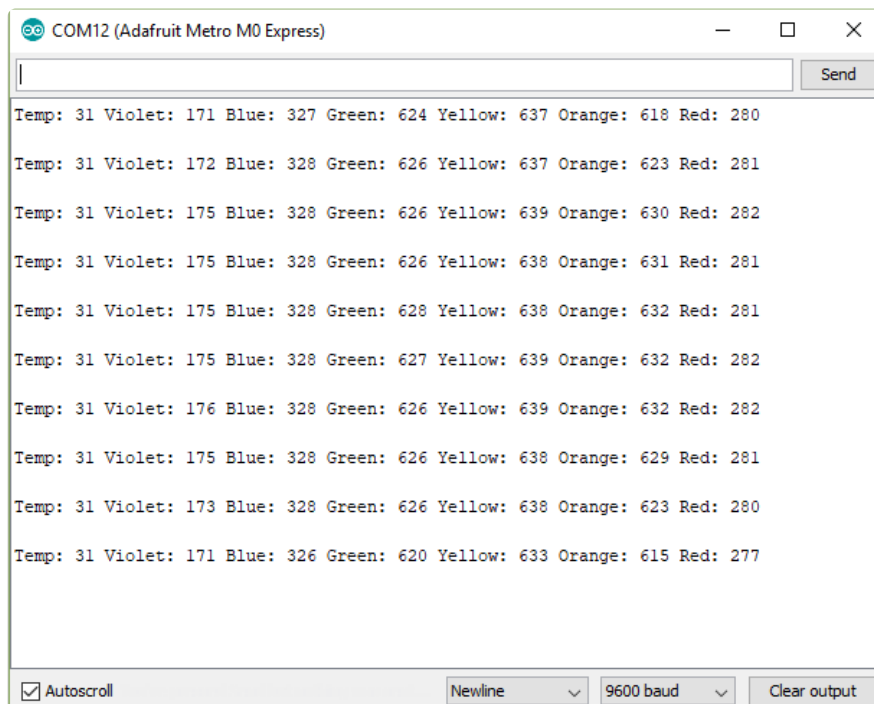 COM12 (Adafruit Metro M0 Express)
Send
Temp: 31 Violet: 171 Blue: 327 Green: 624 Yellow: 637 Orange: 618 Red: 280
Temp: 31 Violet: 172 Blue: 328 Green: 626 Yellow: 637 Orange: 623 Red: 281
Temp: 31 Violet: 175 Blue: 328 Green: 626 Yellow: 639 Orange: 630 Red: 282
Temp: 31 Violet: 175 Blue: 328 Green: 626 Yellow: 638 Orange: 631 Red: 281
Temp: 31 Violet: 175 Blue: 328 Green: 628 Yellow: 638 Orange: 632 Red: 281
Temp: 31 Violet: 175 Blue: 328 Green: 627 Yellow: 639 Orange: 632 Red: 282
Temp: 31 Violet: 176 Blue: 328 Green: 626 Yellow: 639 Orange: 632 Red: 282
Temp: 31 Violet: 175 Blue: 328 Green: 626 Yellow: 638 Orange: 629 Red: 281
Temp: 31 Violet: 173 Blue: 328 Green: 626 Yellow: 638 Orange: 623 Red: 280
Temp: 31 Violet: 171 Blue: 326 Green: 620 Yellow: 633 Orange: 615 Red: 277
Autoscroll Newline 9600 baud Clear output